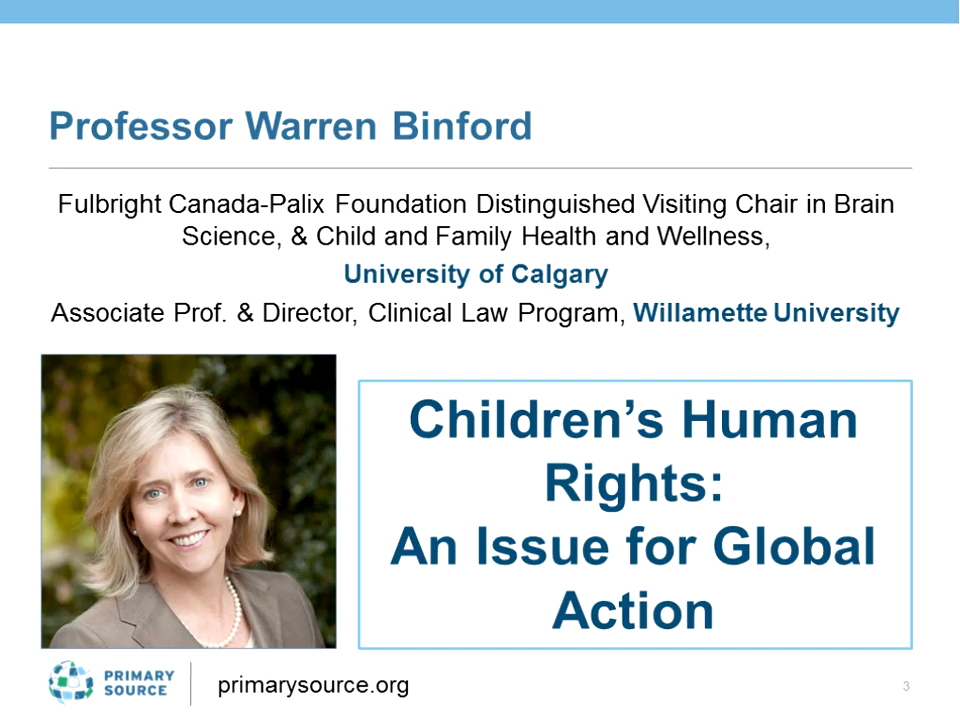 Professor Warren Binford
Fulbright Canada-Palix Foundation Distinguished Visiting Chair in Brain
Science, & Child and Family Health and Wellness,
University of Calgary
Associate Prof. & Director, Clinical Law Program, Willamette University
Children’s Human
Rights:
An Issue for Global
Action
PRIMARY
SOURCE
primarysource.org
3